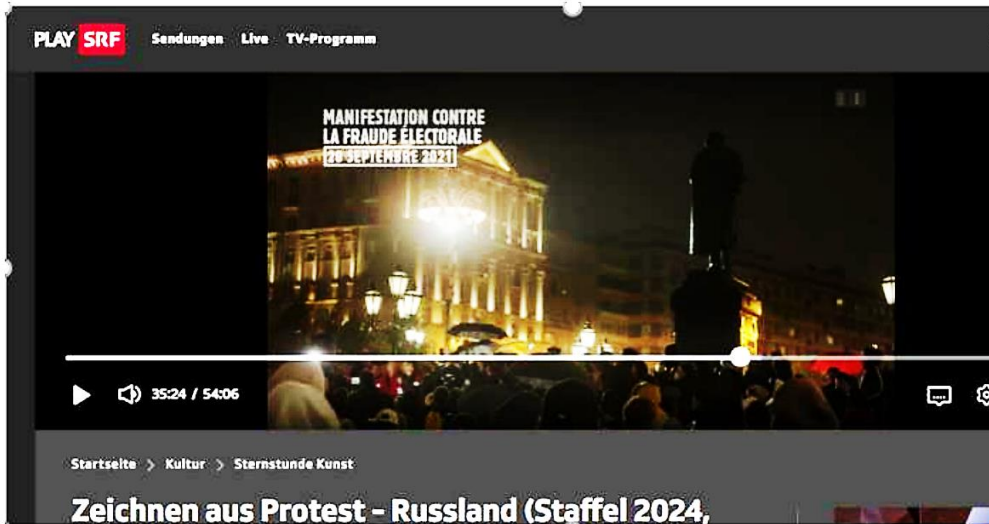 PLAY SRF Sendungen Live TV-Programm
MANIFESTATION CONTRE
LA FRAUDE ÉLECTORALE
20 SEPTEMBRE 2021
35:24 / 54:06
Startseite > Kultur > Sternstunde Kunst
Zeichnen aus Protest - Russland (Staffel 2024,